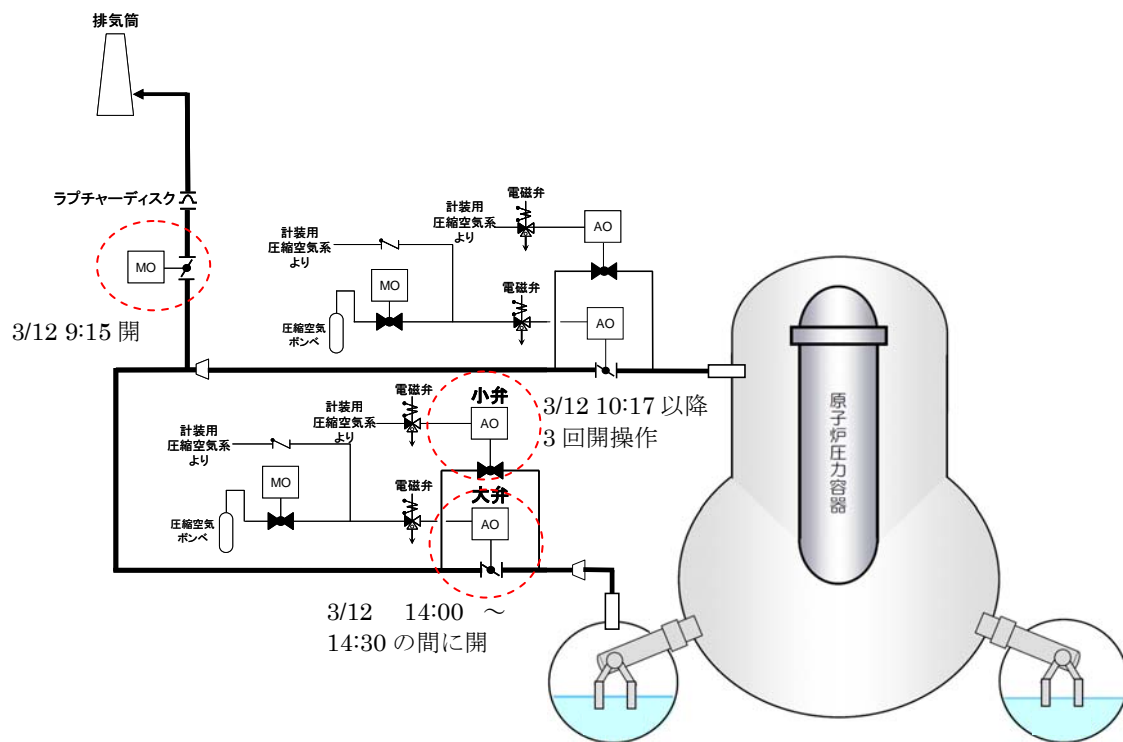 排気筒
ラプチャーディスク
MO
3/12 9:15 開
計装用
圧縮空気系
より
電磁弁
AO
計装用
圧縮空気系
より
MO
電磁弁
AO
圧縮空気
ボンベ
電磁弁
小弁
AO
3/12 10:17 以降
3 回開操作
計装用
圧縮空気系
より
計装用
圧縮空気系
より
MO
電磁弁
大弁
AO
圧縮空気
ボンベ
3/12 14:00 ～
14:30 の間に開
原子炉圧力容器